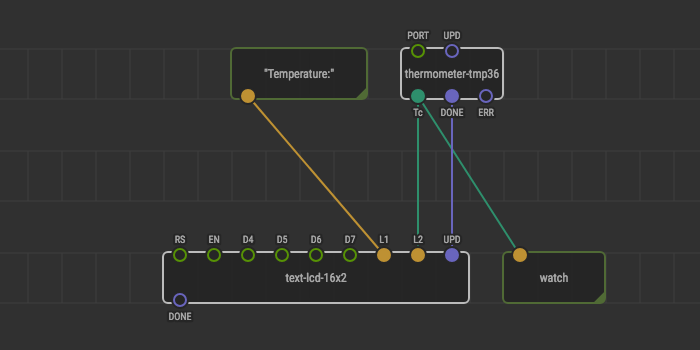 PORT UPD
"Temperature:" thermometer-tmp36
Tc DONE ERR
RS EN D4 D5 D6 D7 L1 L2 UPD
text-lcd-16x2 watch
DONE